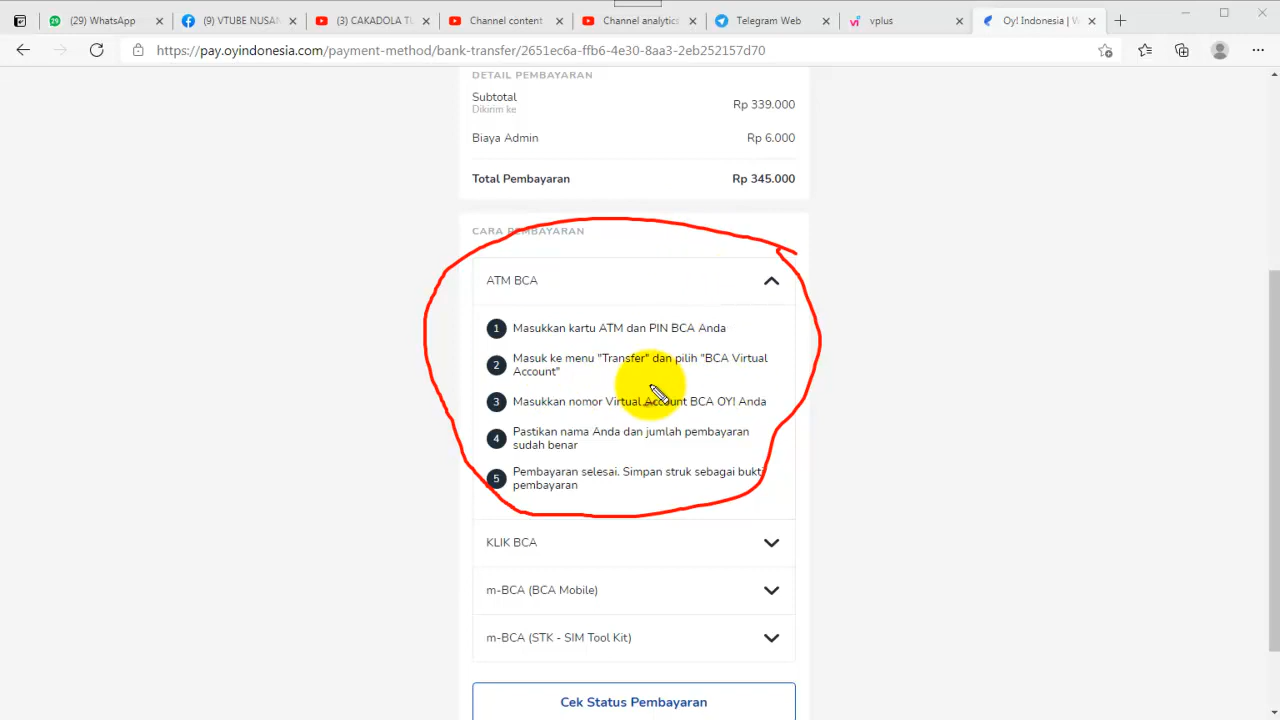 (29) WhatsApp
(9) VTUBE NUSAN
(3) CAKADOLA TU
Channel content
Channel analytics
Telegram Web
vplus
Oy! Indonesia | W
https://pay.oyindonesia.com/payment-method/bank-transfer/2651ec6a-ffb6-4e30-8aa3-2eb252157d70
DETAIL PEMBAYARAN
Subtotal
Dikirim ke
Rp 339.000
Biaya Admin
Rp 6.000
Total Pembayaran
Rp 345.000
CARA PEMBAYARAN
ATM BCA
1 Masukkan kartu ATM dan PIN BCA Anda
2 Masuk ke menu "Transfer" dan pilih "BCA Virtual
Account"
3 Masukkan nomor Virtual Account BCA OY! Anda
4 Pastikan nama Anda dan jumlah pembayaran
sudah benar
5 Pembayaran selesai. Simpan struk sebagai bukti
pembayaran
KLIK BCA
m-BCA (BCA Mobile)
m-BCA (STK - SIM Tool Kit)
Cek Status Pembayaran